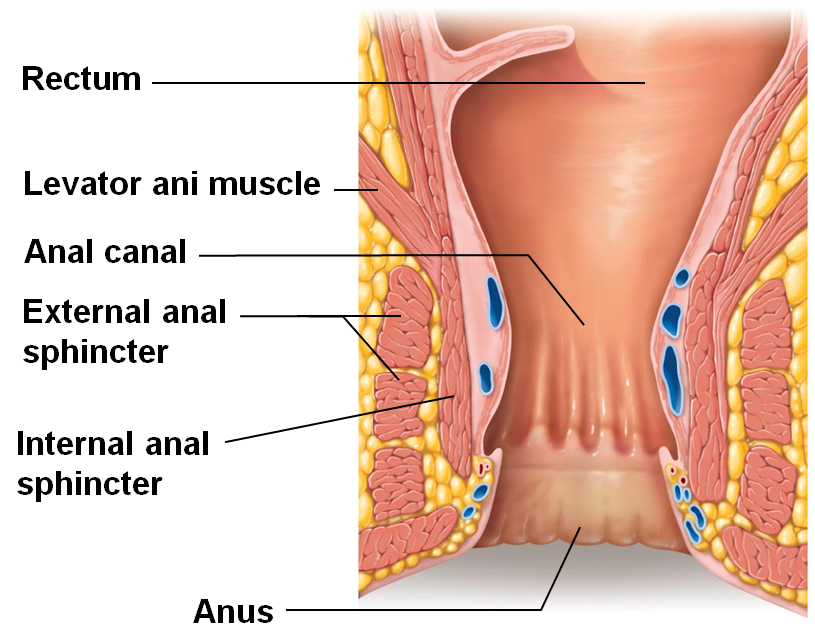 Rectum
Levator ani muscle
Anal canal
External anal
sphincter
Internal anal
sphincter
Anus